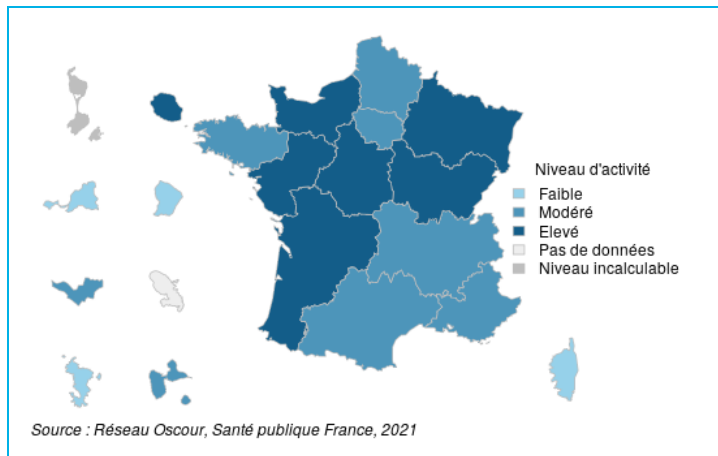 Niveau d'activité
Faible
Modéré
Elevé
Pas de données
Niveau incalculable
Source : Réseau Oscour, Santé publique France, 2021